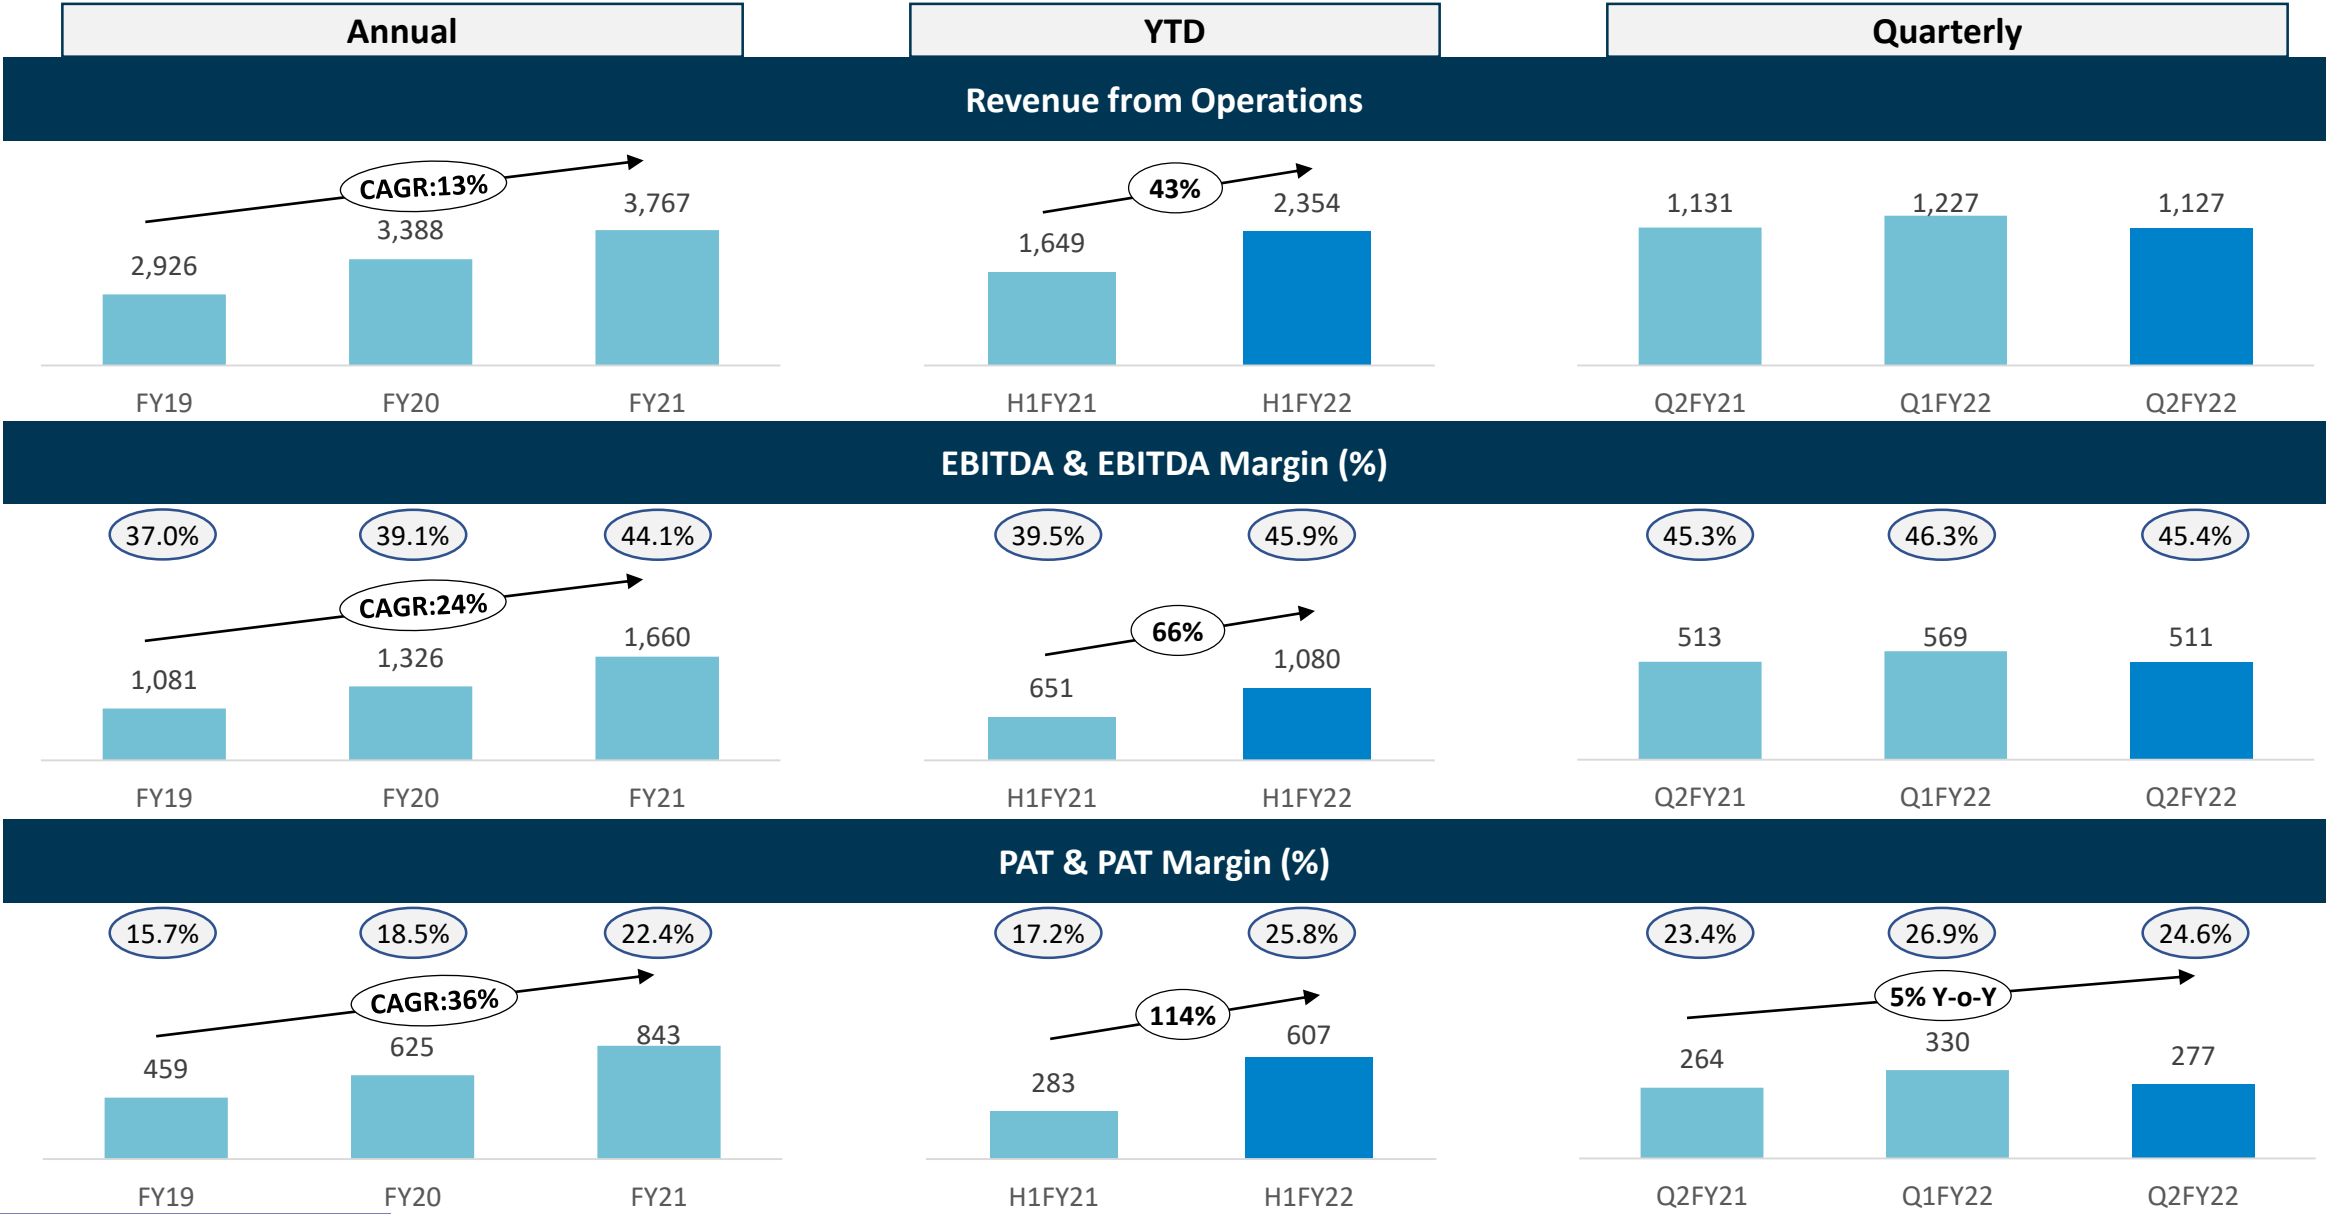 Annual
YTD
Quarterly
Revenue from Operations
CAGR:13%
2,926
3,388
3,767
FY19
FY20
FY21
43%
1,649
2,354
H1FY21
H1FY22
1,131
1,227
1,127
Q2FY21
Q1FY22
Q2FY22
EBITDA & EBITDA Margin (%)
37.0%
39.1%
44.1%
CAGR:24%
1,081
1,326
1,660
FY19
FY20
FY21
39.5%
45.9%
66%
651
1,080
H1FY21
H1FY22
45.3%
46.3%
45.4%
513
569
511
Q2FY21
Q1FY22
Q2FY22
PAT & PAT Margin (%)
15.7%
18.5%
22.4%
CAGR:36%
459
625
843
FY19
FY20
FY21
17.2%
25.8%
114%
283
607
H1FY21
H1FY22
23.4%
26.9%
24.6%
5% Y-o-Y
264
330
277
Q2FY21
Q1FY22
Q2FY22